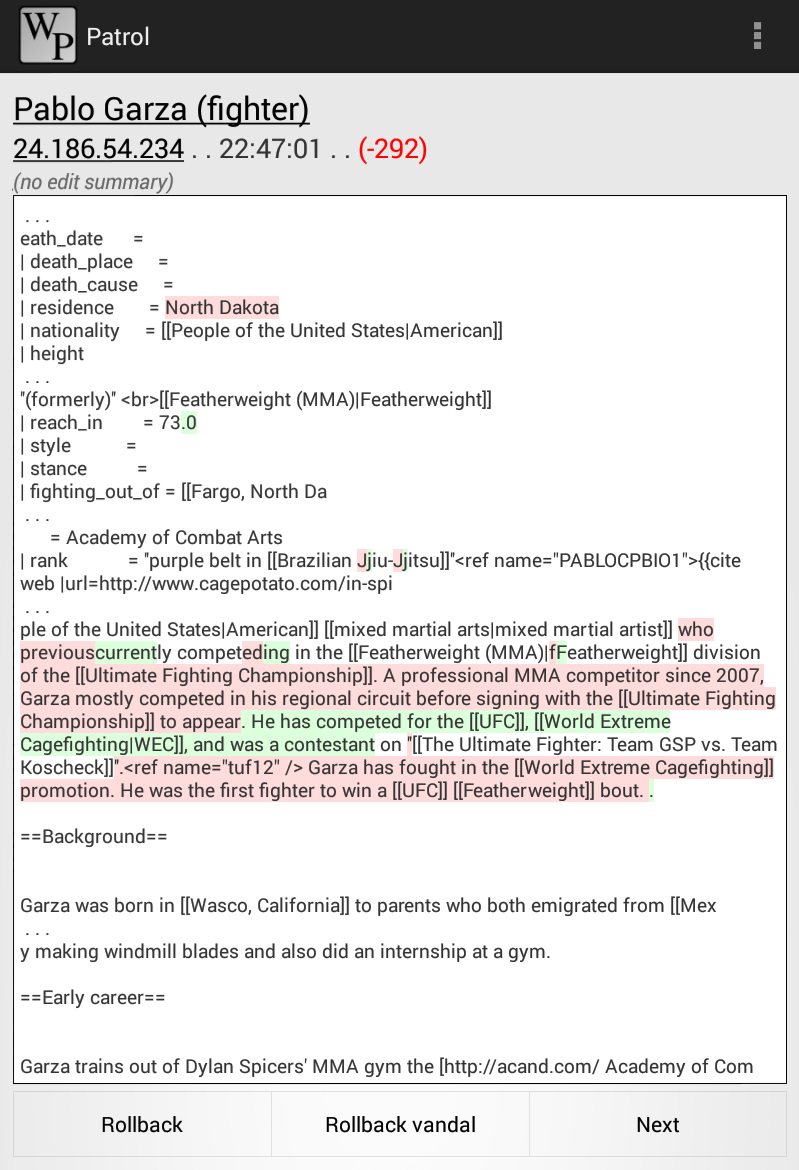 WP Patrol
Pablo Garza (fighter)
24.186.54.234 . . 22:47:01 . . (-292)
(no edit summary)
. . .
eath_date      =
| death_place     =
| death_cause     =
| residence       = North Dakota
| nationality     = [[People of the United States|American]]
| height
. . .
''(formerly)'' <br>[[Featherweight (MMA)|Featherweight]]
| reach_in        = 73.0
| style           =
| stance          =
| fighting_out_of = [[Fargo, North Da
. . .
= Academy of Combat Arts
| rank            = ''purple belt in [[Brazilian Jjiu-Jjitsu]]''<ref name="PABLOCPBIO1">{{cite
web |url=http://www.cagepotato.com/in-spi
. . .
ple of the United States|American]] [[mixed martial arts|mixed martial artist]] who
previouscurrently competeding in the [[Featherweight (MMA)|fFeatherweight]] division
of the [[Ultimate Fighting Championship]]. A professional MMA competitor since 2007,
Garza mostly competed in his regional circuit before signing with the [[Ultimate Fighting
Championship]] to appear. He has competed for the [[UFC]], [[World Extreme
Cagefighting|WEC]], and was a contestant on ''[[The Ultimate Fighter: Team GSP vs. Team
Koscheck]]''.<ref name="tuf12" /> Garza has fought in the [[World Extreme Cagefighting]]
promotion. He was the first fighter to win a [[UFC]] [[Featherweight]] bout. .
==Background==
Garza was born in [[Wasco, California]] to parents who both emigrated from [[Mex
. . .
y making windmill blades and also did an internship at a gym.
==Early career==
Garza trains out of Dylan Spicers' MMA gym the [http://acand.com/ Academy of Com
Rollback
Rollback vandal
Next